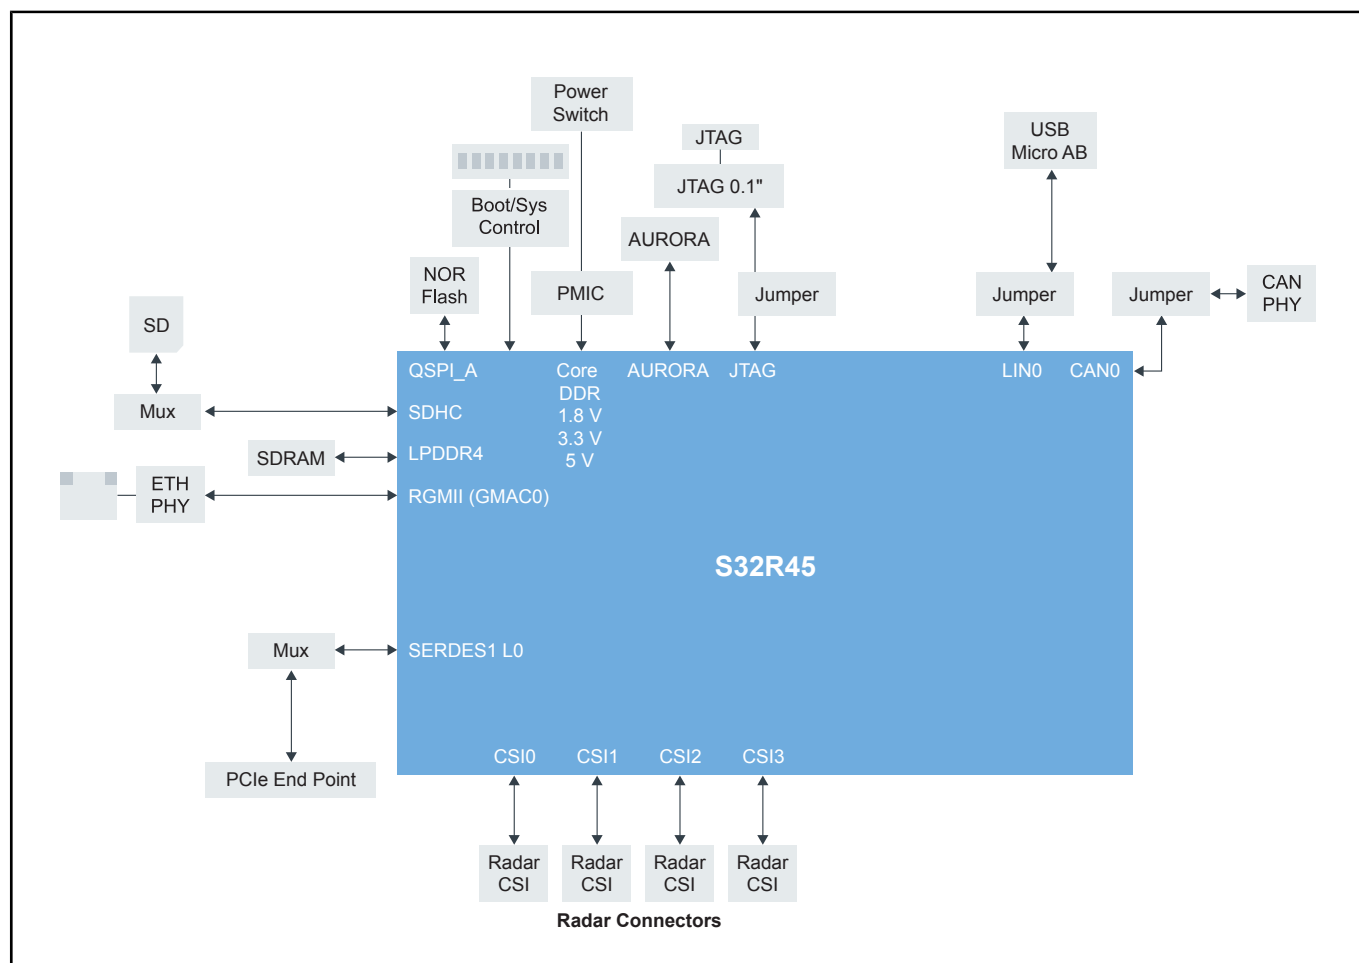 Power
Switch
JTAG
USB
Micro AB
JTAG 0.1"
Boot/Sys
Control
AURORA
NOR
Flash
PMIC
Jumper
Jumper
Jumper
CAN
PHY
SD
QSPI_A
Core
DDR
1.8 V
3.3 V
5 V
AURORA
JTAG
LIN0
CAN0
Mux
SDHC
SDRAM
LPDDR4
ETH
PHY
RGMII (GMAC0)
S32R45
Mux
SERDES1 L0
PCIe End Point
CSI0
CSI1
CSI2
CSI3
Radar
CSI
Radar
CSI
Radar
CSI
Radar
CSI
Radar Connectors